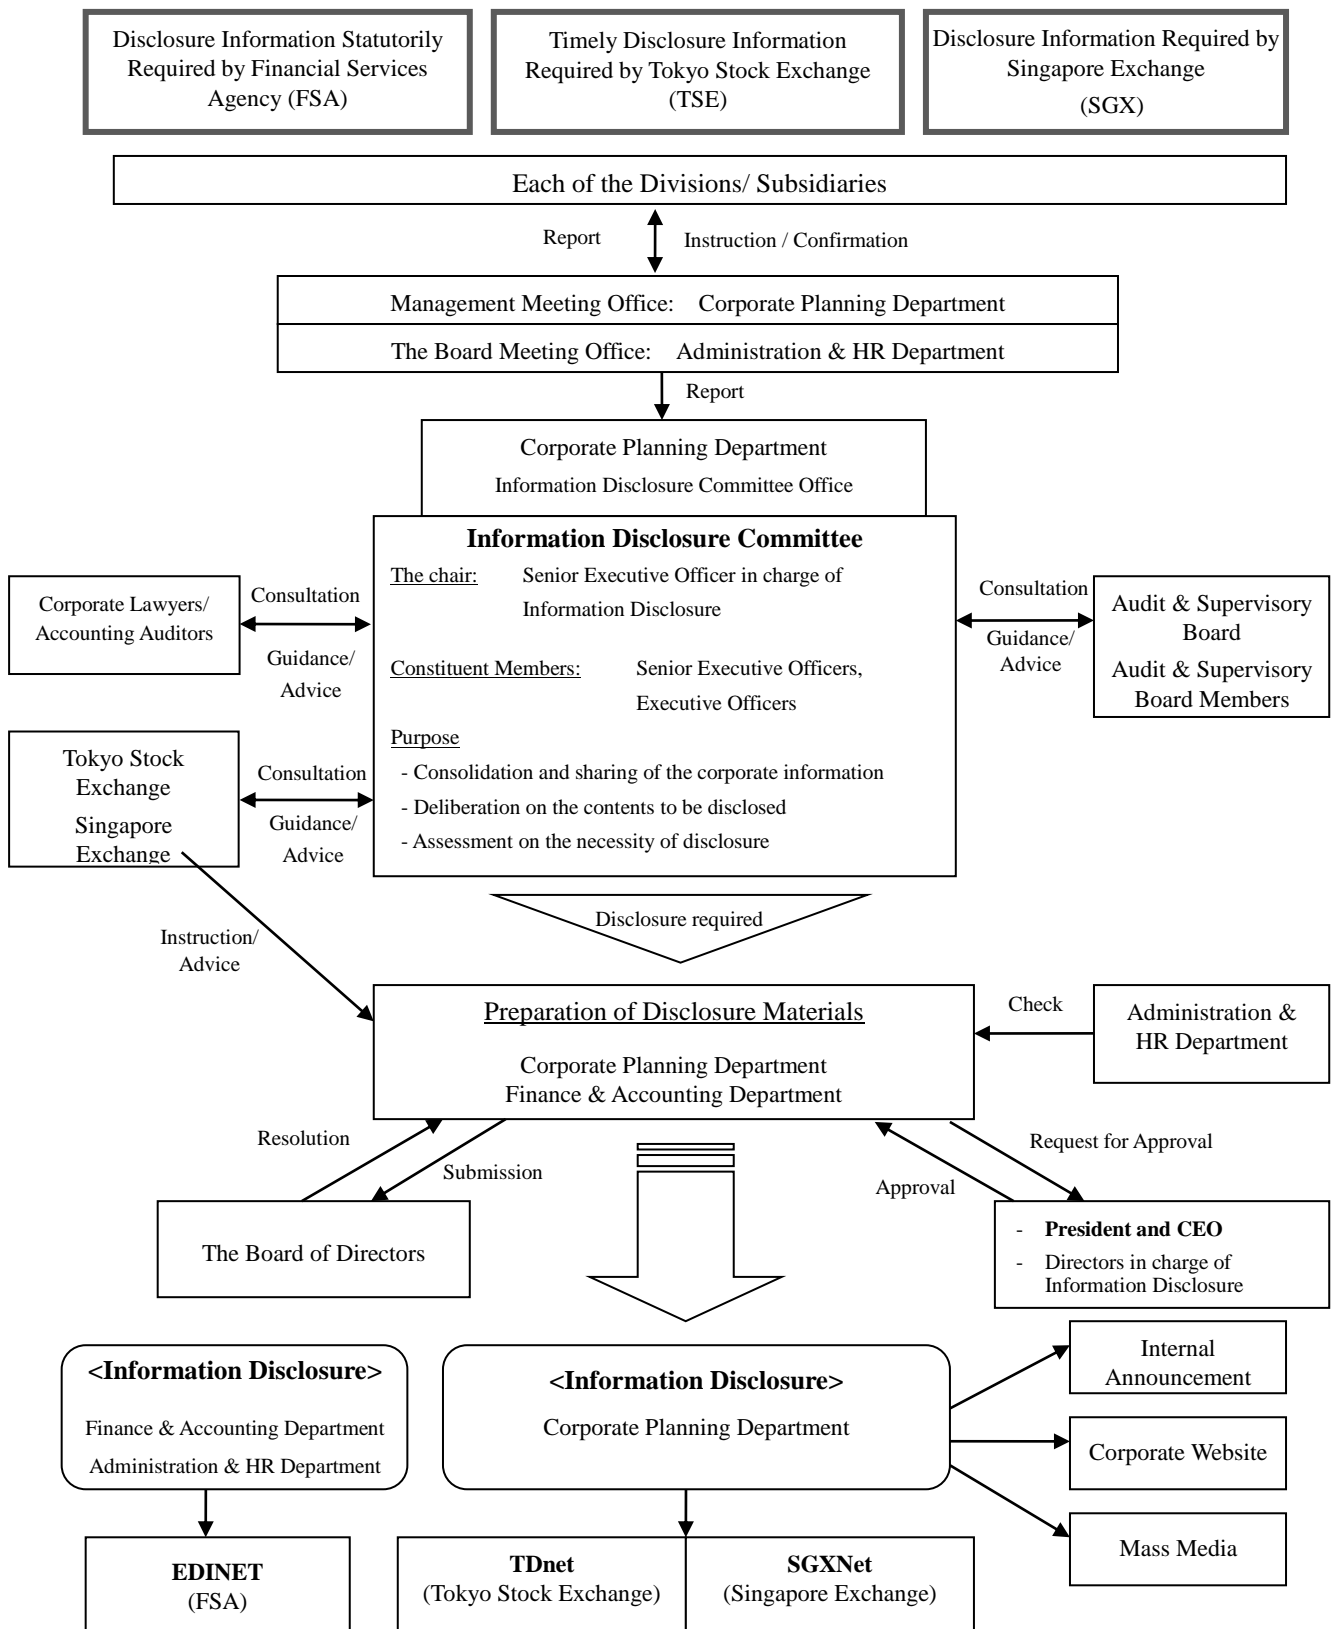 Disclosure Information Statutorily
Required by Financial Services
Agency (FSA)
Timely Disclosure Information
Required by Tokyo Stock Exchange
(TSE)
Disclosure Information Required by
Singapore Exchange
(SGX)
Each of the Divisions/ Subsidiaries
Report
Instruction / Confirmation
Management Meeting Office: Corporate Planning Department
The Board Meeting Office: Administration & HR Department
Report
Corporate Planning Department
Information Disclosure Committee Office
Information Disclosure Committee
The chair: Senior Executive Officer in charge of
Information Disclosure
Constituent Members: Senior Executive Officers,
Executive Officers
Purpose
- Consolidation and sharing of the corporate information
- Deliberation on the contents to be disclosed
- Assessment on the necessity of disclosure
Corporate Lawyers/
Accounting Auditors
Consultation
Guidance/
Advice
Consultation
Guidance/
Advice
Audit & Supervisory
Board
Audit & Supervisory
Board Members
Tokyo Stock
Exchange
Singapore
Exchange
Consultation
Guidance/
Advice
Disclosure required
Instruction/
Advice
Preparation of Disclosure Materials
Corporate Planning Department
Finance & Accounting Department
Check
Administration &
HR Department
Resolution
Submission
Approval
Request for Approval
The Board of Directors
- President and CEO
- Directors in charge of
Information Disclosure
<Information Disclosure>
Finance & Accounting Department
Administration & HR Department
<Information Disclosure>
Corporate Planning Department
Internal
Announcement
Corporate Website
Mass Media
EDINET
(FSA)
TDnet
(Tokyo Stock Exchange)
SGXNet
(Singapore Exchange)